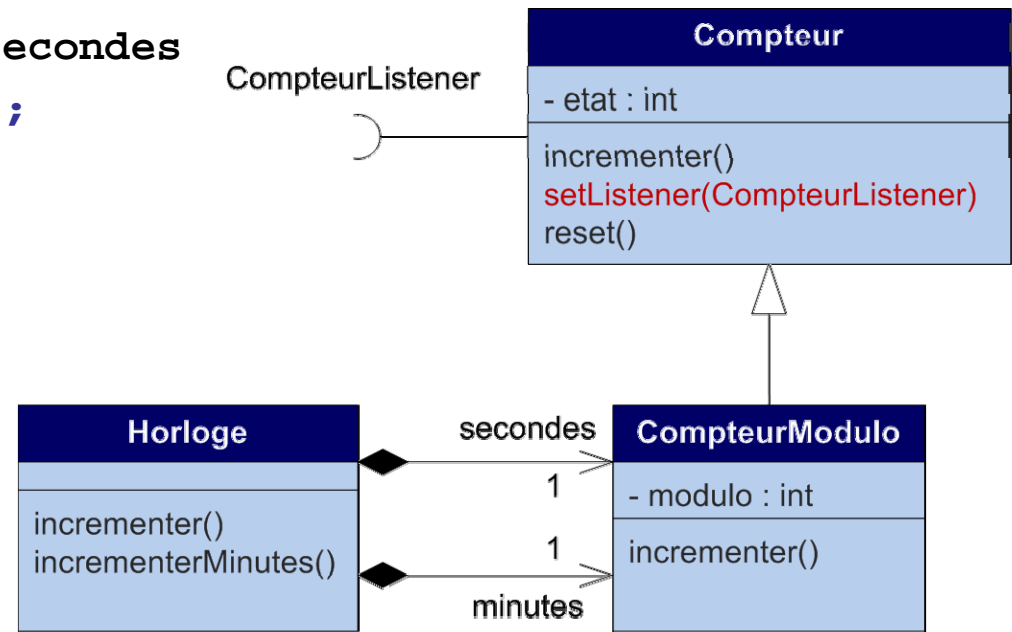 econdes
;
CompteurListener
Compteur
- etat : int
incrementer()
setListener(CompteurListener)
reset()
Horloge
incrementer()
incrementerMinutes()
secondes
1
1
minutes
CompteurModulo
- modulo : int
incrementer()